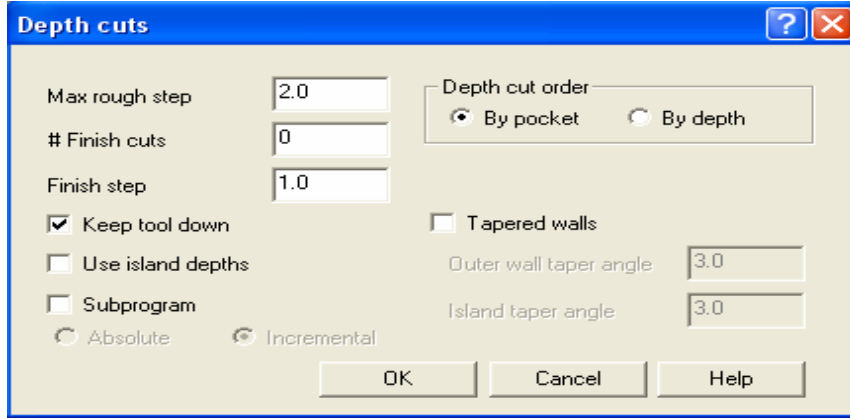 Depth cuts
Max rough step 2.0
# Finish cuts 0
Finish step 1.0
Keep tool down
Use island depths
Subprogram
Absolute Incremental
Depth cut order
By pocket By depth
Tapered walls
Outer wall taper angle 3.0
Island taper angle 3.0
OK Cancel Help